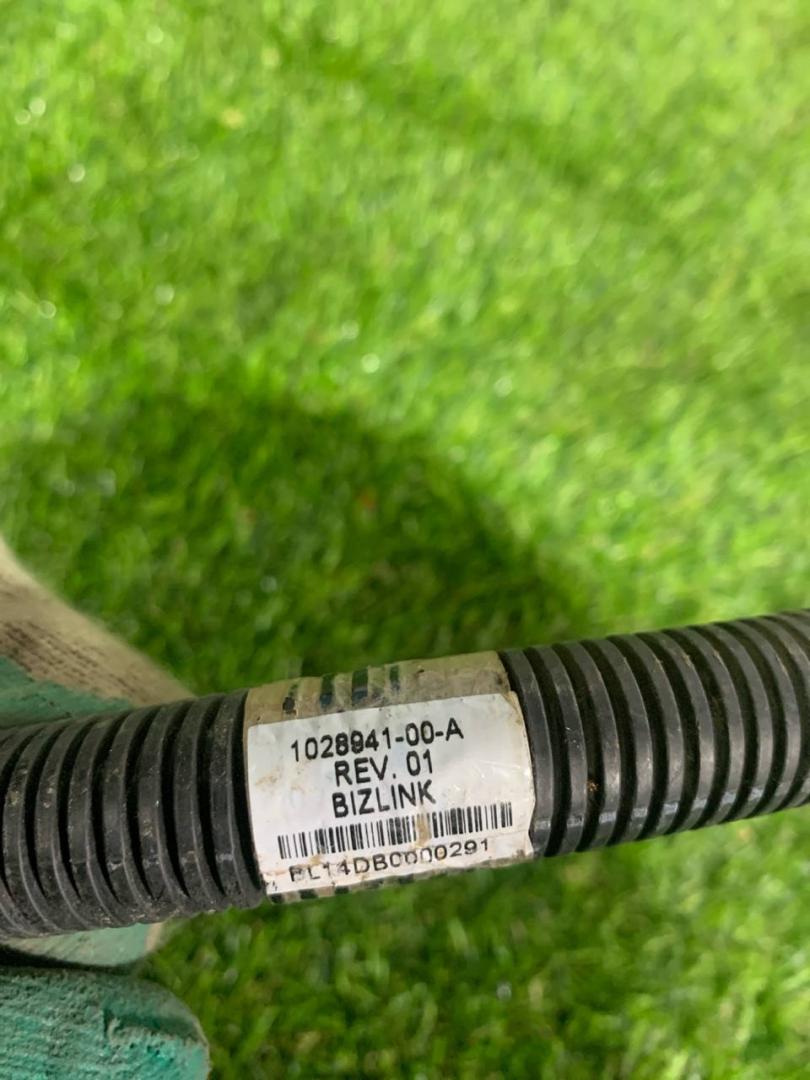 1028941-00-A
REV. 01
BIZLINK
BL14DB0000291